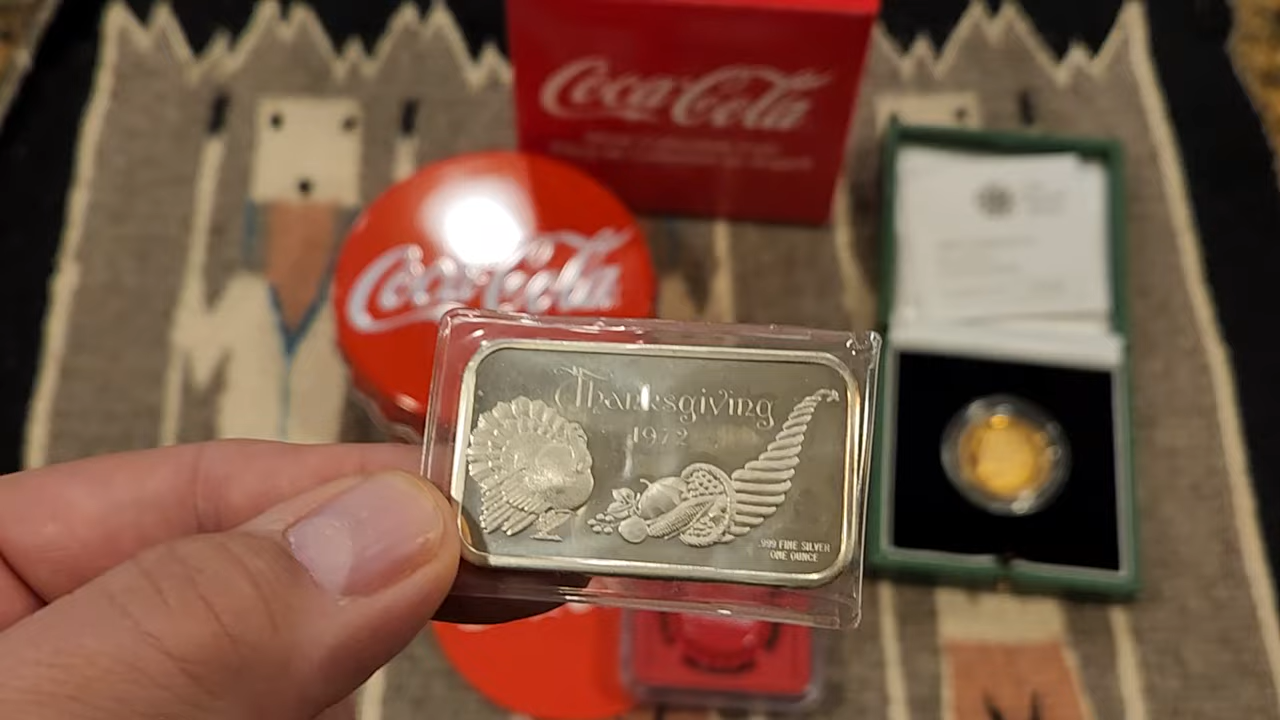 Coca-Cola
Coca-Cola
Thanksgiving
1972
.999 FINE SILVER
ONE OUNCE